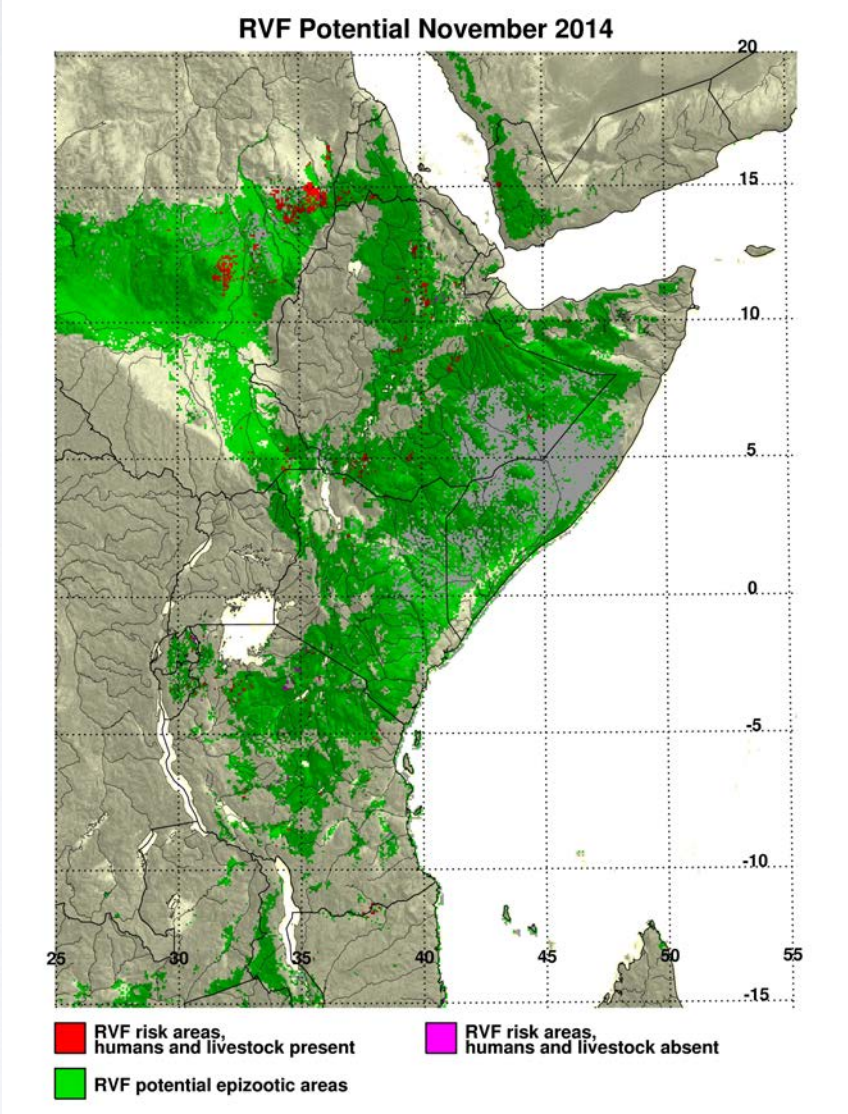 RVF Potential November 2014
20
15
10
5
0
-5
-10
25 30 35 40 45 50 55
-15
RVF risk areas,
humans and livestock present
RVF risk areas,
humans and livestock absent
RVF potential epizootic areas